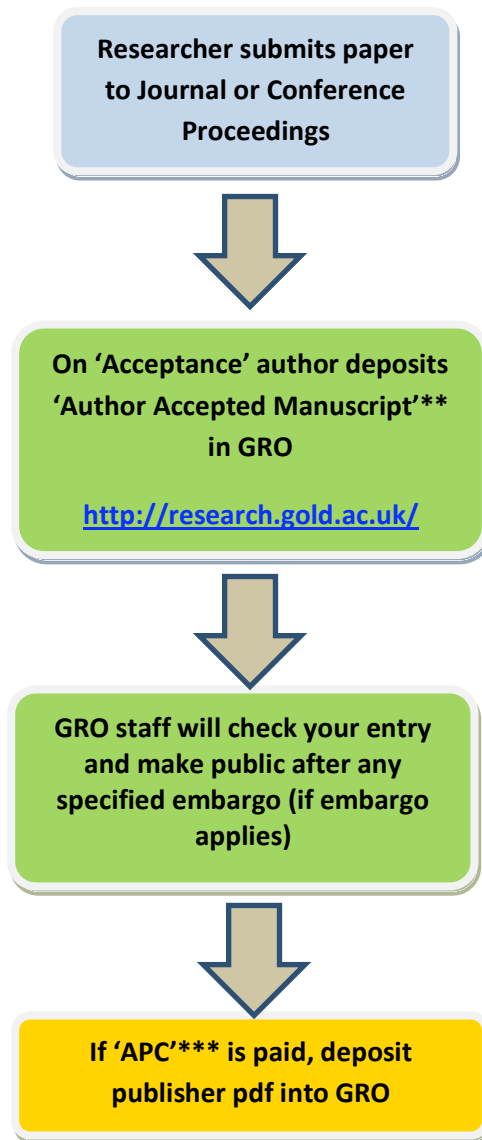 Researcher submits paper
to Journal or Conference
Proceedings
On ‘Acceptance’ author deposits
‘Author Accepted Manuscript’**
in GRO
http://research.gold.ac.uk/
GRO staff will check your entry
and make public after any
specified embargo (if embargo
applies)
If ‘APC’*** is paid, deposit
publisher pdf into GRO